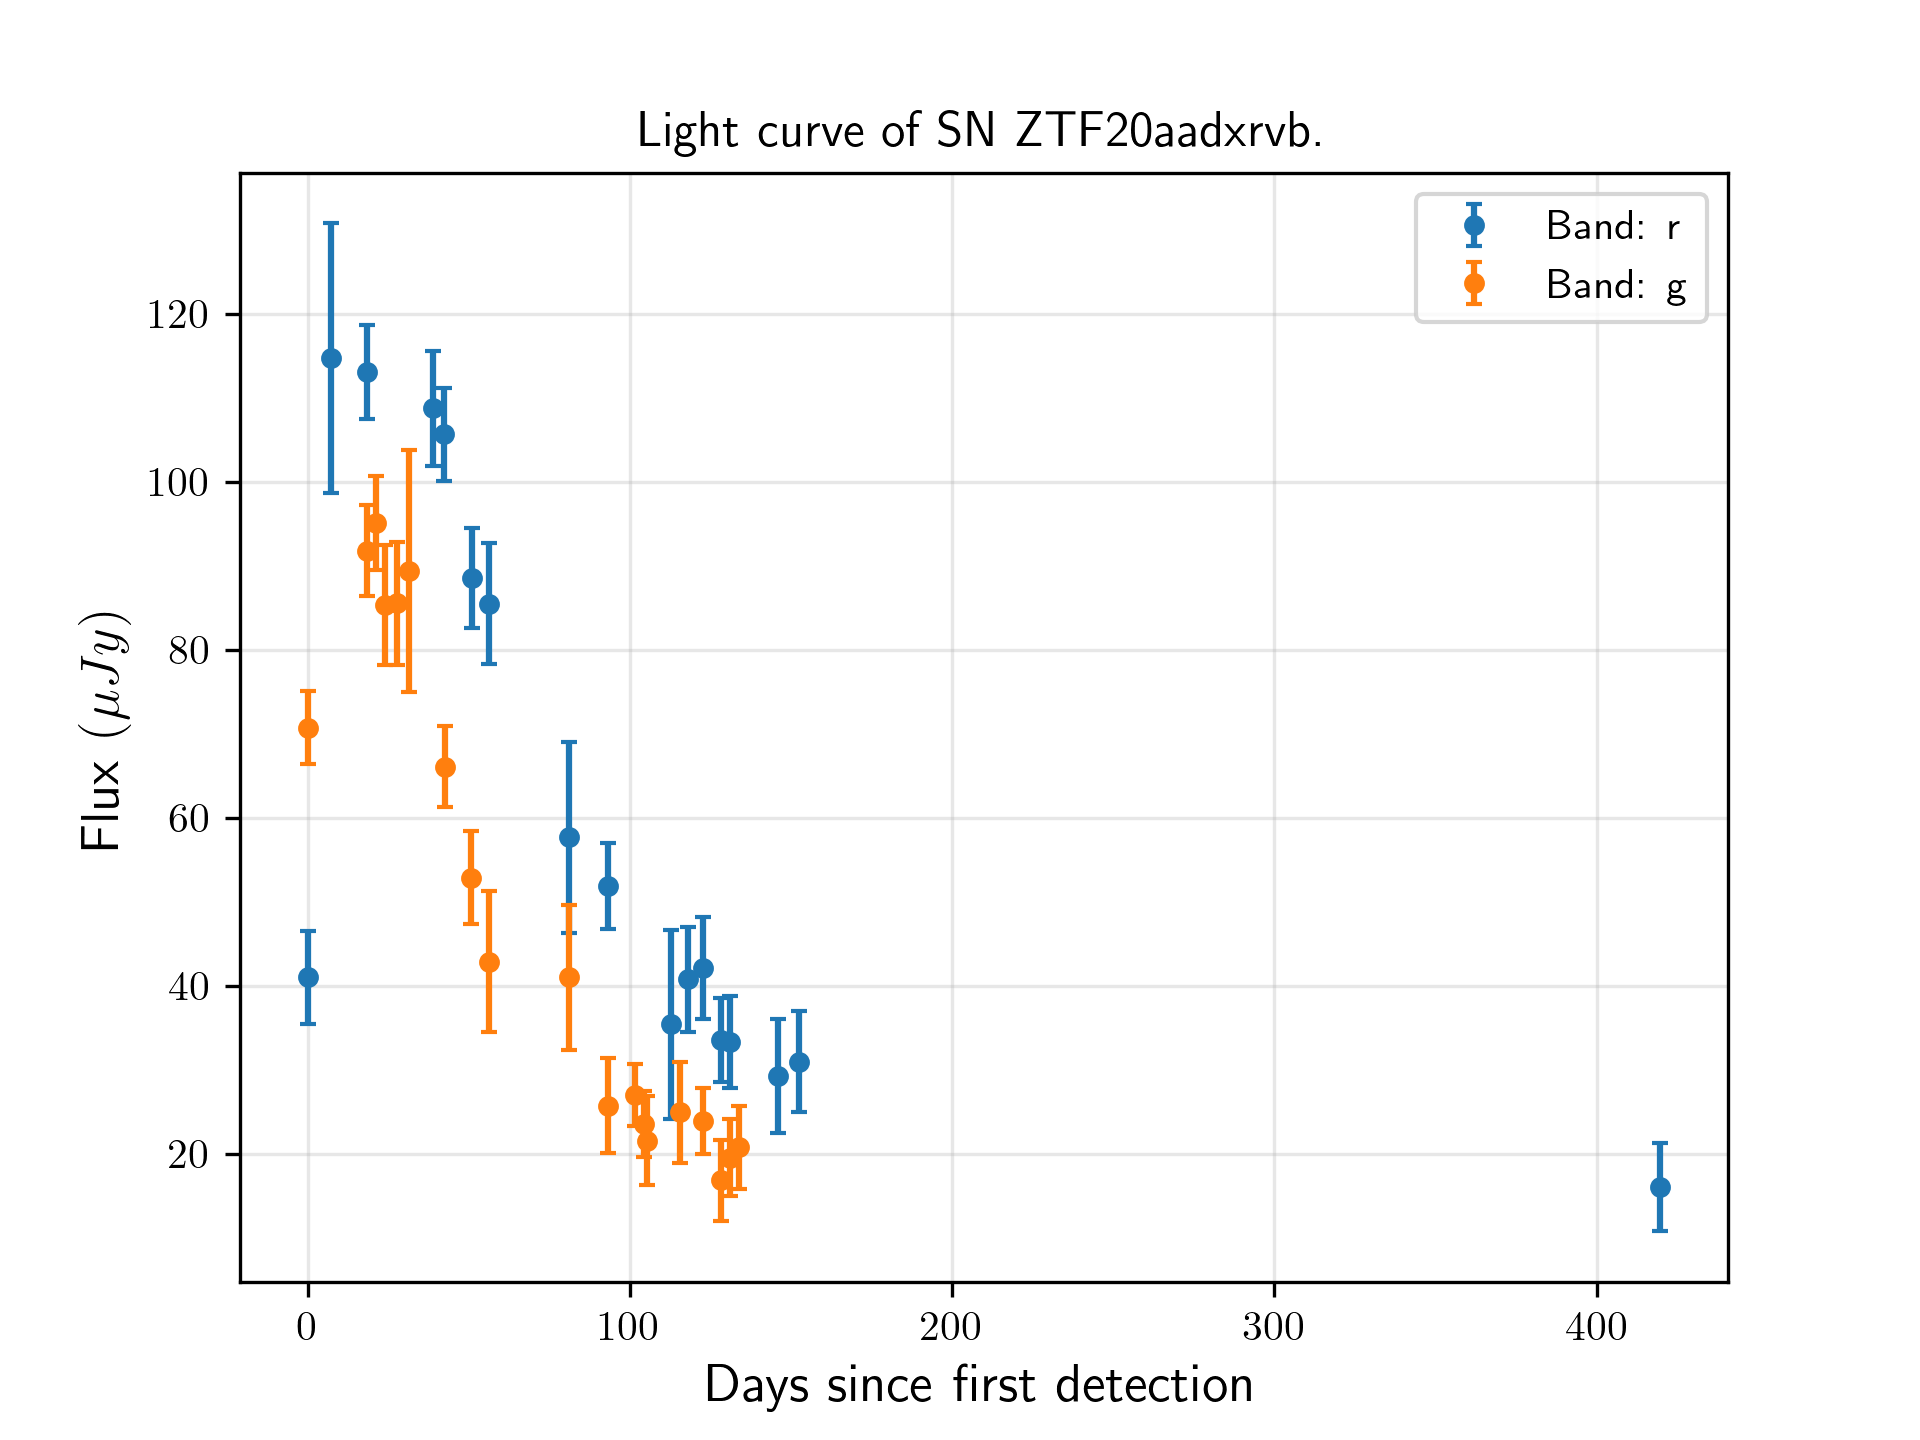 Light curve of SN ZTF20aadxrvb.
Band: r
Band: g
120
100
80
60
40
20
Flux (μJy)
0 100 200 300 400
Days since first detection